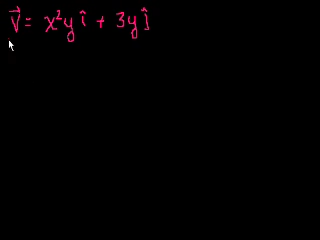 v⃗ = x²y î + 3y ĵ